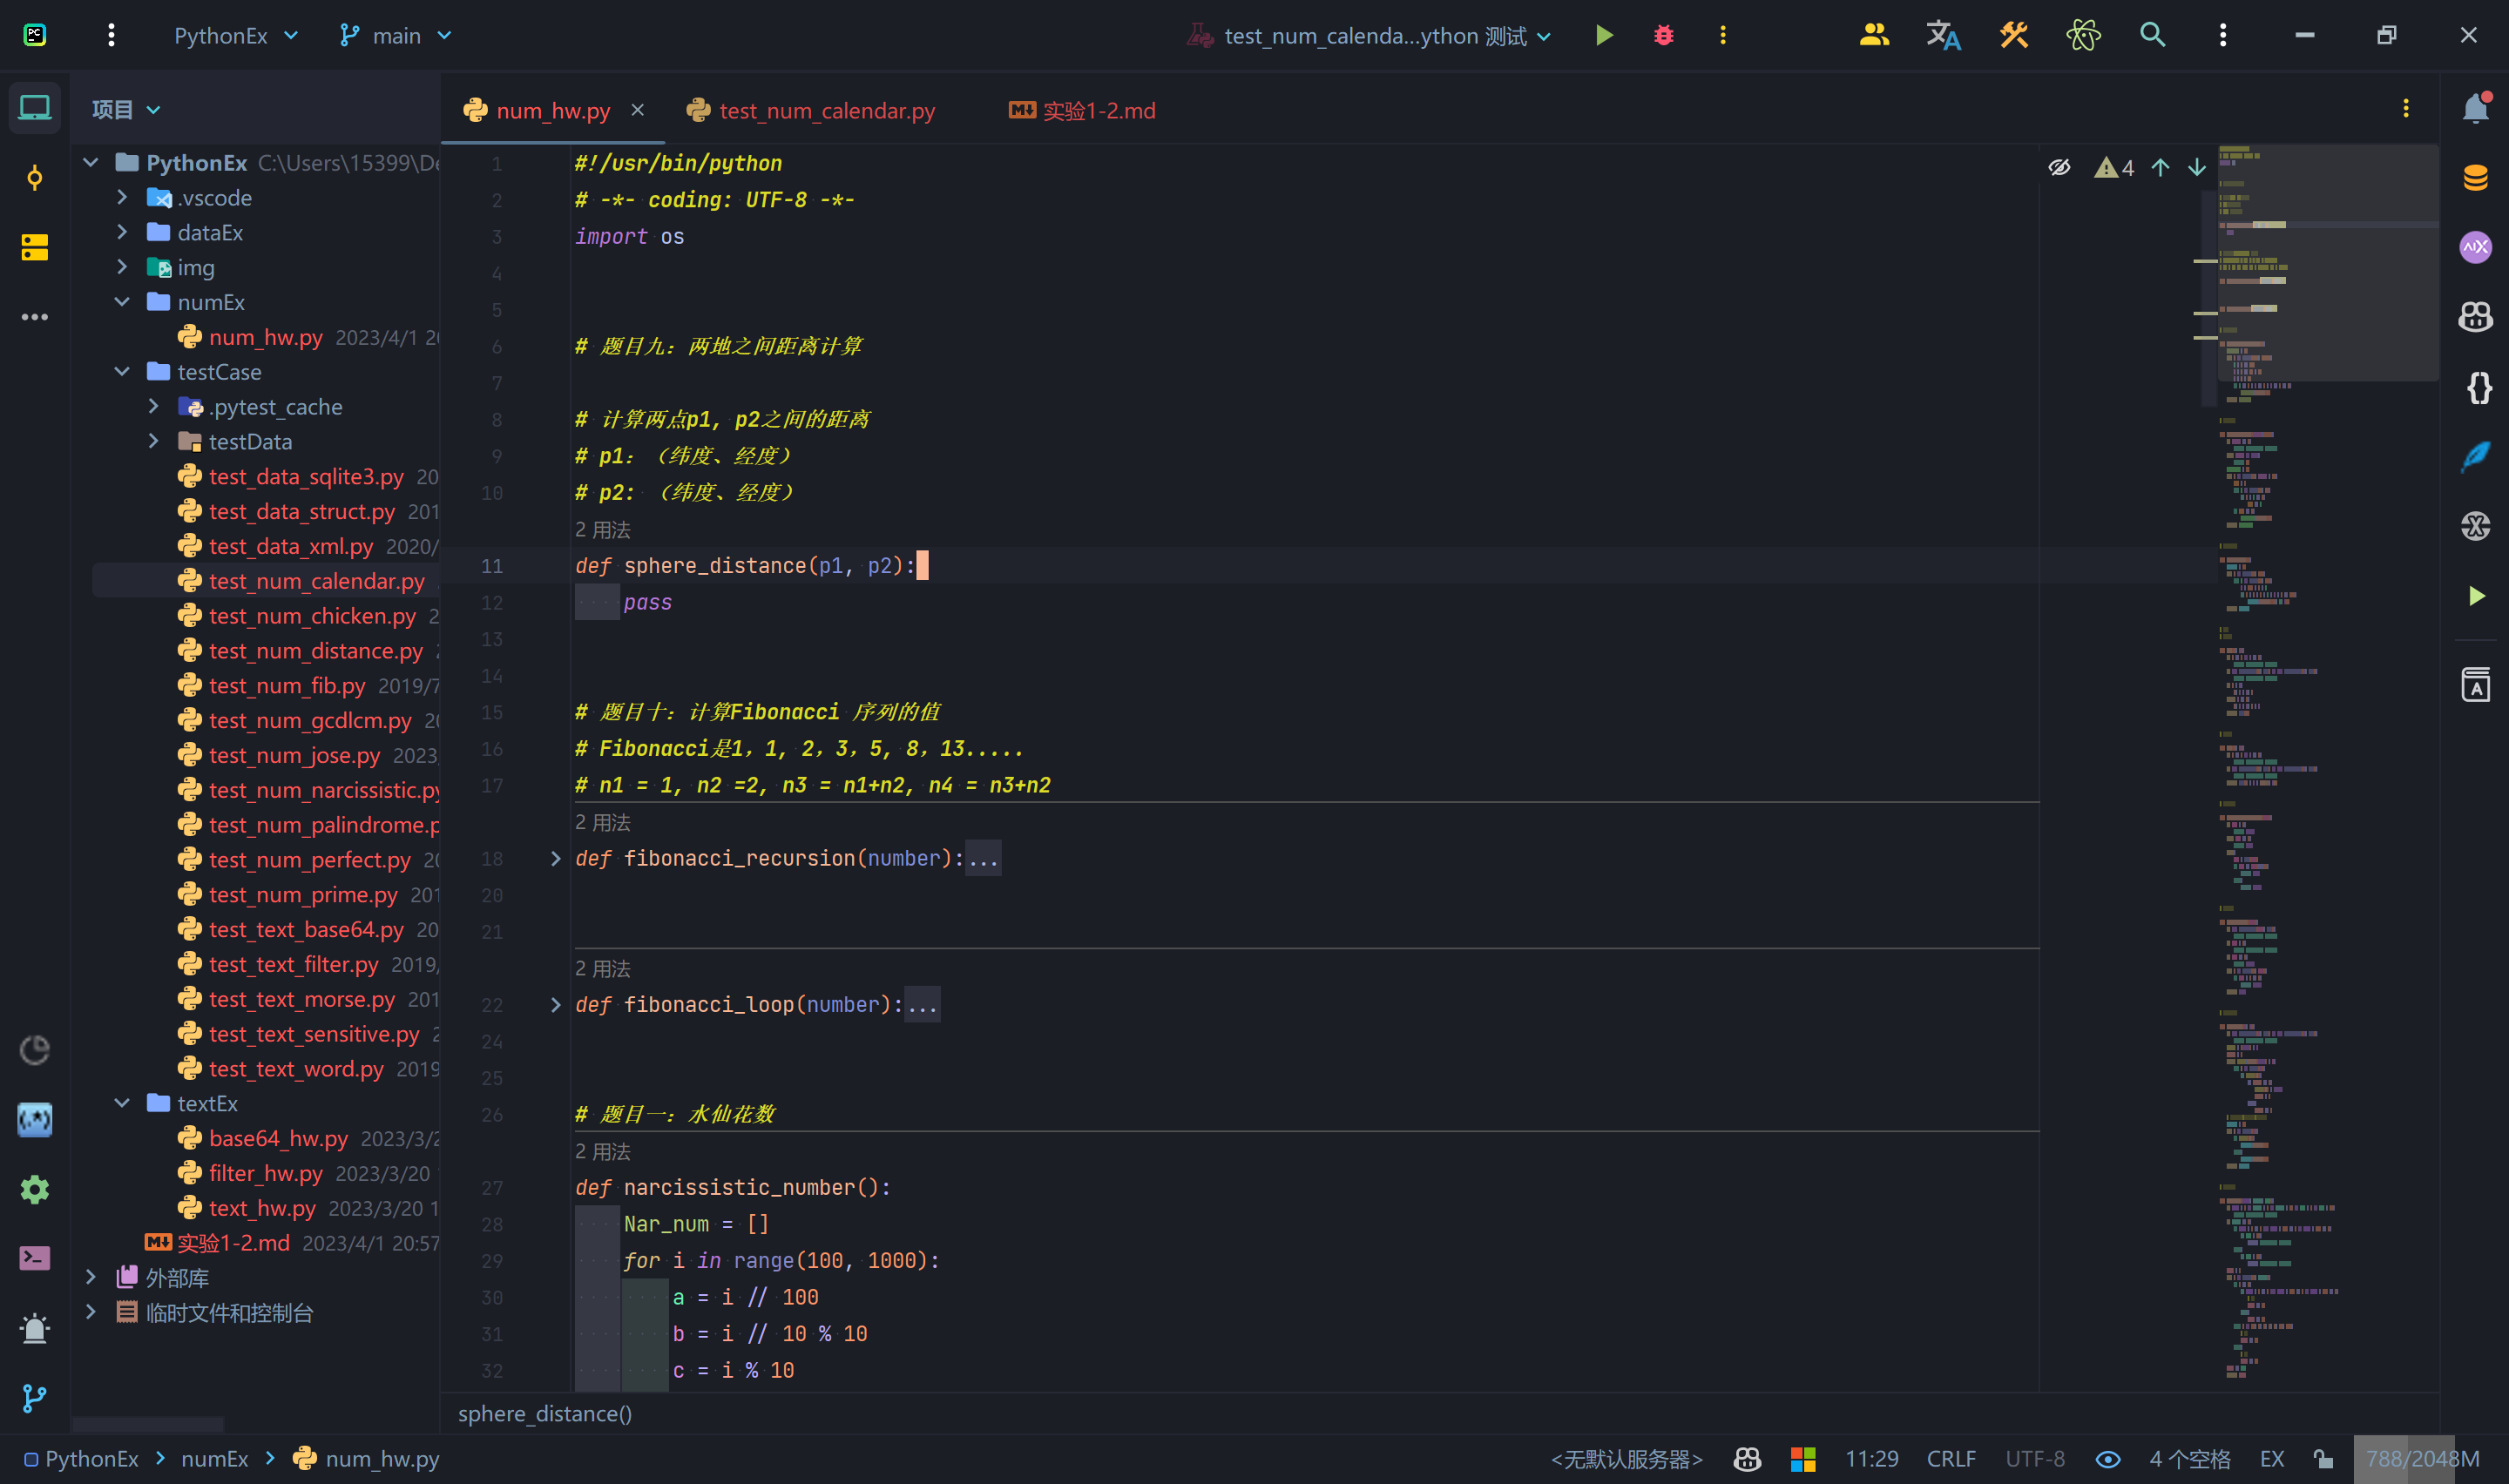 PC
PythonEx
main
test_num_calenda...ython 测试
项目
num_hw.py
test_num_calendar.py
实验1-2.md
PythonEx C:\Users\15399\De
.vscode
dataEx
img
numEx
num_hw.py 2023/4/1 20
testCase
.pytest_cache
testData
test_data_sqlite3.py 20
test_data_struct.py 201
test_data_xml.py 2020/
test_num_calendar.py
test_num_chicken.py 2
test_num_distance.py
test_num_fib.py 2019/7
test_num_gcdlcm.py 20
test_num_jose.py 2023
test_num_narcissistic.py
test_num_palindrome.p
test_num_perfect.py 20
test_num_prime.py 201
test_text_base64.py 20
test_text_filter.py 2019/
test_text_morse.py 201
test_text_sensitive.py 2
test_text_word.py 2019
textEx
base64_hw.py 2023/3/2
filter_hw.py 2023/3/20
text_hw.py 2023/3/20 1
实验1-2.md 2023/4/1 20:57
外部库
临时文件和控制台
4
1 #!/usr/bin/python
2 # -*- coding: UTF-8 -*-
3 import os
4
5
6 # 题目九：两地之间距离计算
7
8 # 计算两点p1, p2之间的距离
9 # p1: （纬度、经度）
10 # p2: （纬度、经度）
2 用法
11 def sphere_distance(p1, p2):
12 pass
13
14
15 # 题目十：计算Fibonacci 序列的值
16 # Fibonacci是1，1, 2，3，5, 8，13.....
17 # n1 = 1, n2 =2, n3 = n1+n2, n4 = n3+n2
2 用法
18 def fibonacci_recursion(number):...
20
21
2 用法
22 def fibonacci_loop(number):...
24
25
26 # 题目一：水仙花数
2 用法
27 def narcissistic_number():
28 Nar_num = []
29 for i in range(100, 1000):
30 a = i // 100
31 b = i // 10 % 10
32 c = i % 10
sphere_distance()
PythonEx numEx num_hw.py
<无默认服务器> 11:29 CRLF UTF-8 4 个空格 EX 788/2048M